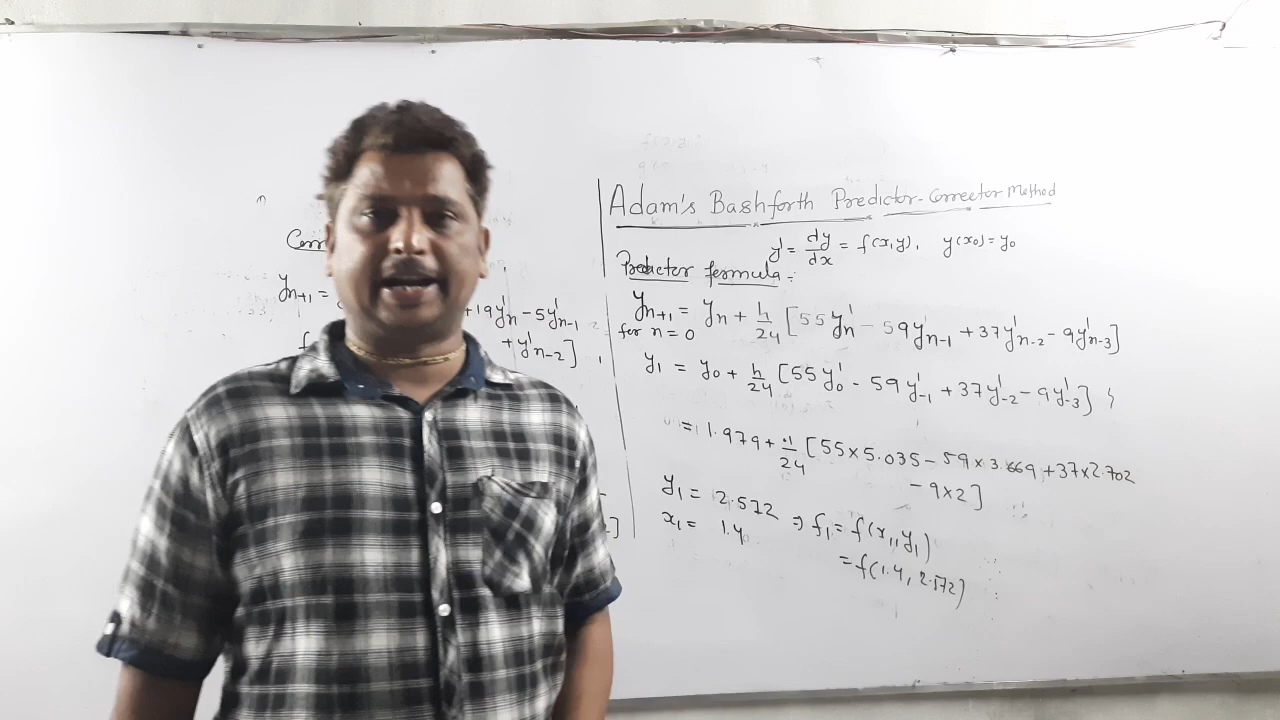 Corr
yn+1 =
+19y'n - 5y'n-1
+ y'n-2] ,
Adam's Bashforth Predictor-Corrector Method
y' = dy/dx = f(x,y), y(x0) = y0
Predictor formula:-
yn+1 = yn + h/24 [55y'n - 59y'n-1 + 37y'n-2 - 9y'n-3]
for n=0
y1 = y0 + h/24 [55y'0 - 59y'-1 + 37y'-2 - 9y'-3]
= 1.979 + .1/24 [55×5.035 - 59×3.669 + 37×2.702
- 9×2]
y1 = 2.572 ⇒ f1 = f(x1, y1)
x1 = 1.4
= f(1.4, 2.572)